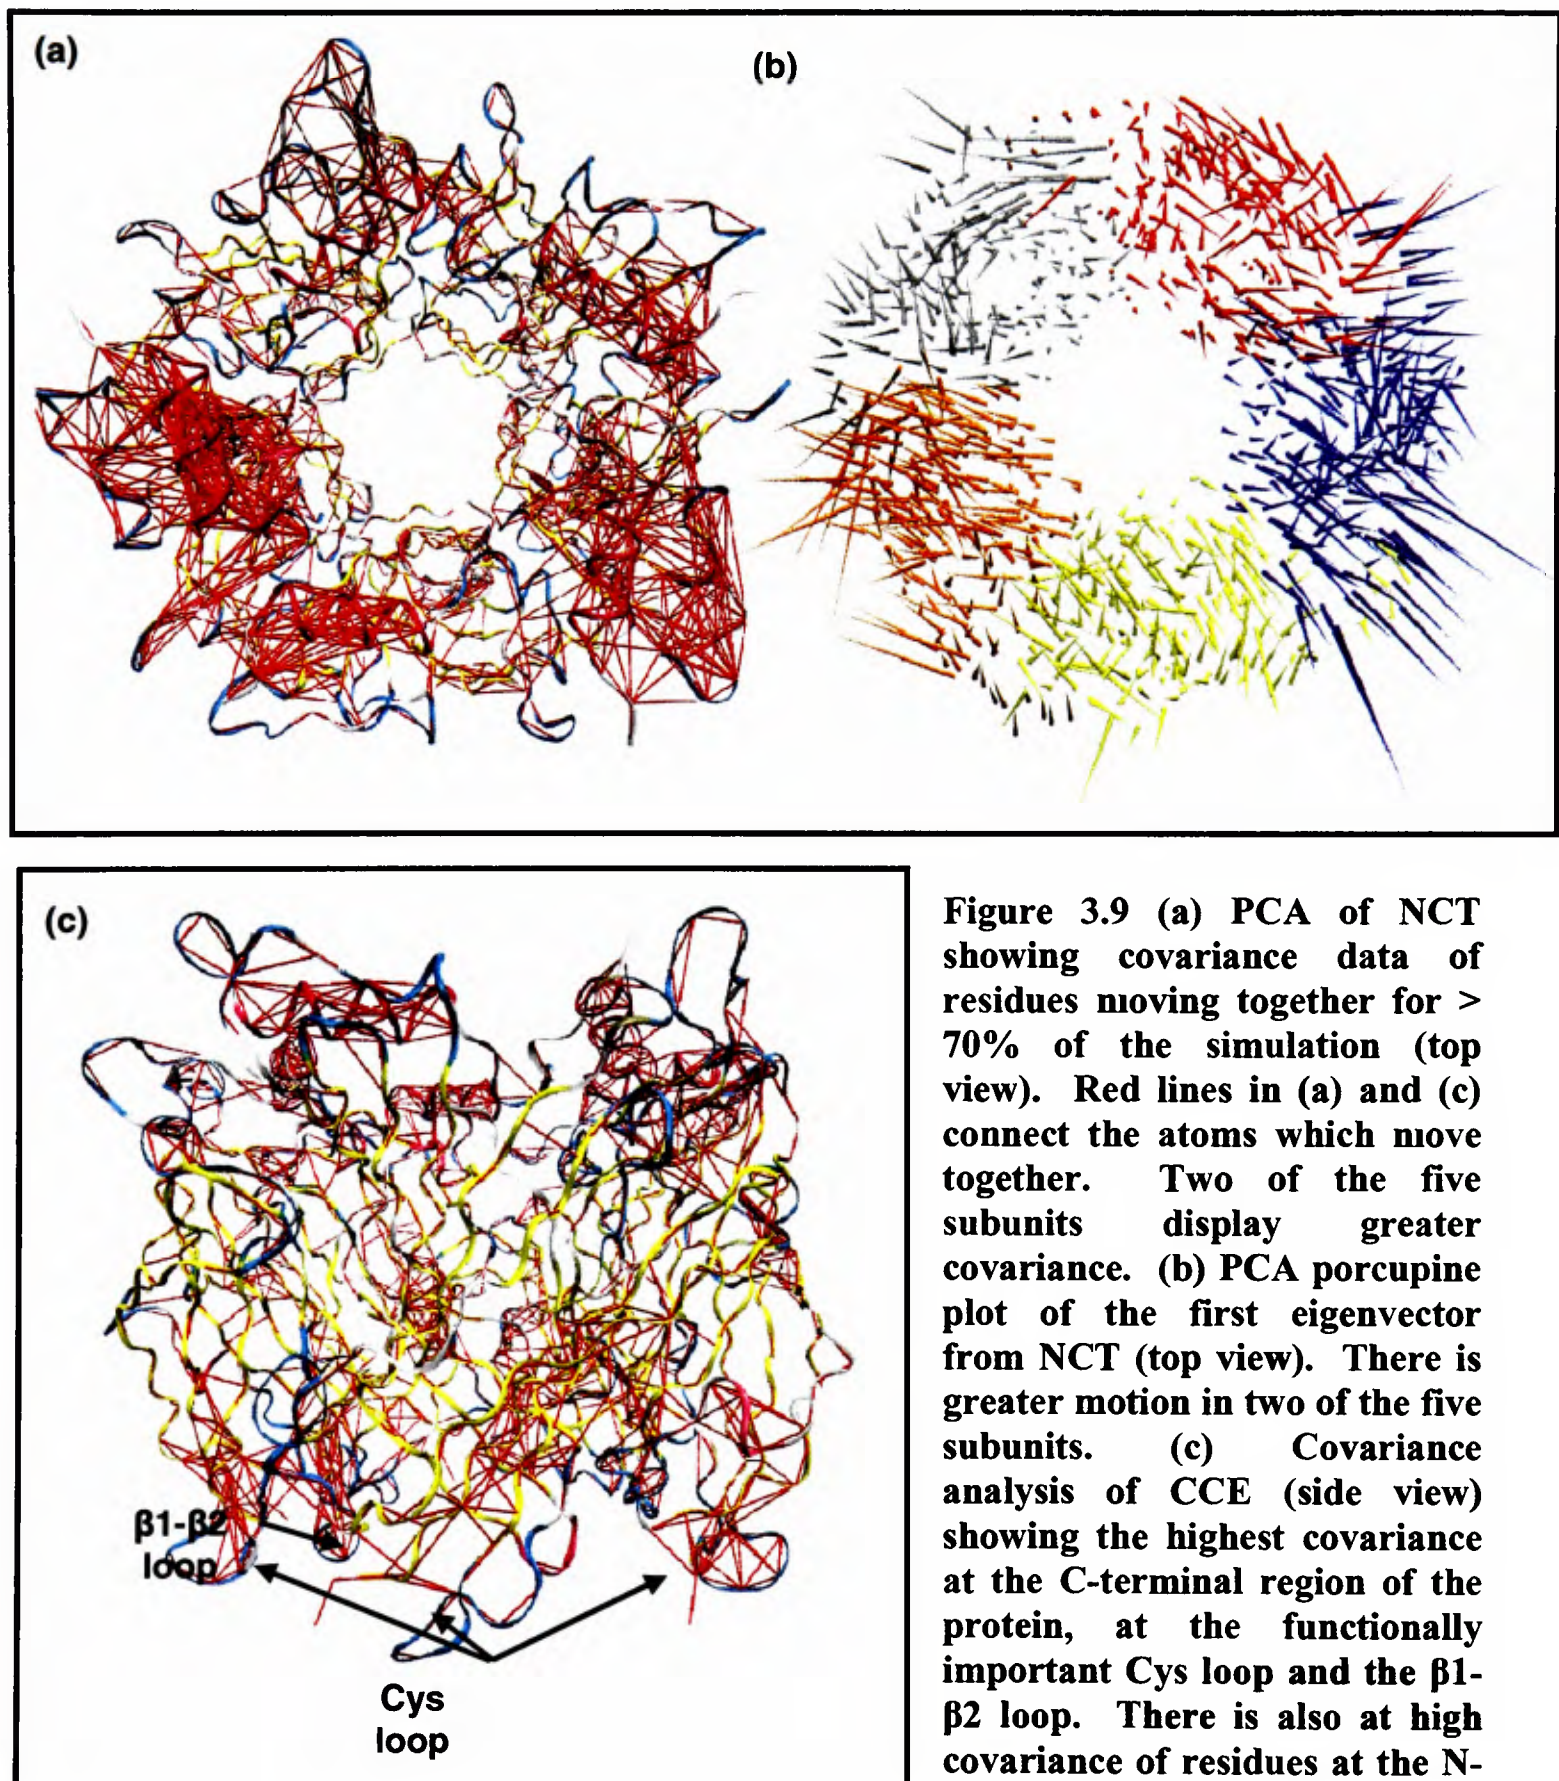 (a)
(b)
(c)
β1-β2
loop
Cys
loop
Figure 3.9 (a) PCA of NCT
showing covariance data of
residues moving together for >
70% of the simulation (top
view). Red lines in (a) and (c)
connect the atoms which move
together. Two of the five
subunits display greater
covariance. (b) PCA porcupine
plot of the first eigenvector
from NCT (top view). There is
greater motion in two of the five
subunits. (c) Covariance
analysis of CCE (side view)
showing the highest covariance
at the C-terminal region of the
protein, at the functionally
important Cys loop and the β1-
β2 loop. There is also at high
covariance of residues at the N-